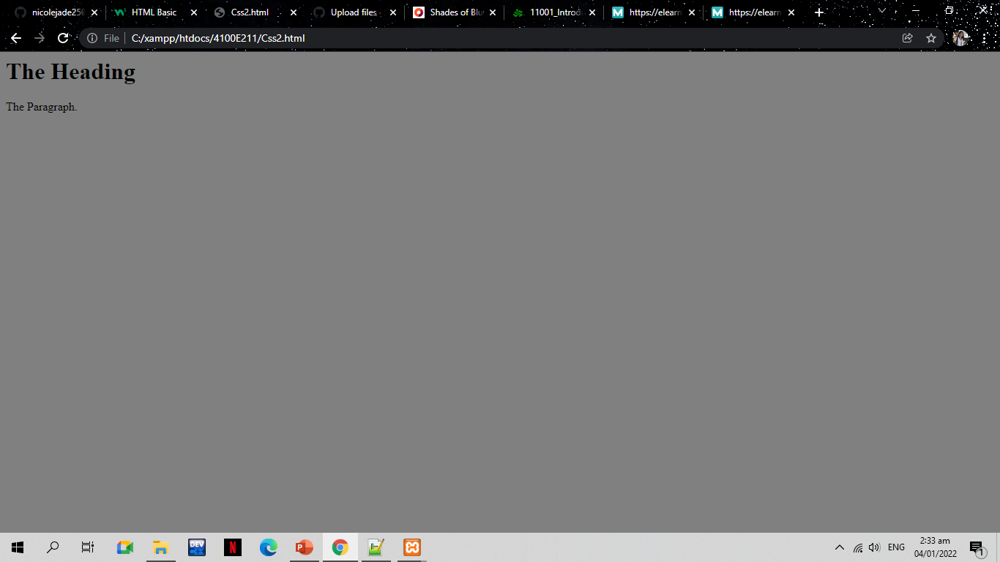 nicolejade25 HTML Basic Css2.html Upload files Shades of Blu 11001_Introd https://elearn https://elearn
File C:/xampp/htdocs/4100E211/Css2.html
The Heading
The Paragraph.
DEV C++ N P ENG 2:33 am
04/01/2022
1